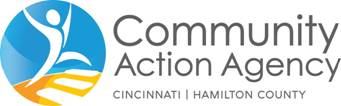 Community
Action Agency
CINCINNATI | HAMILTON COUNTY